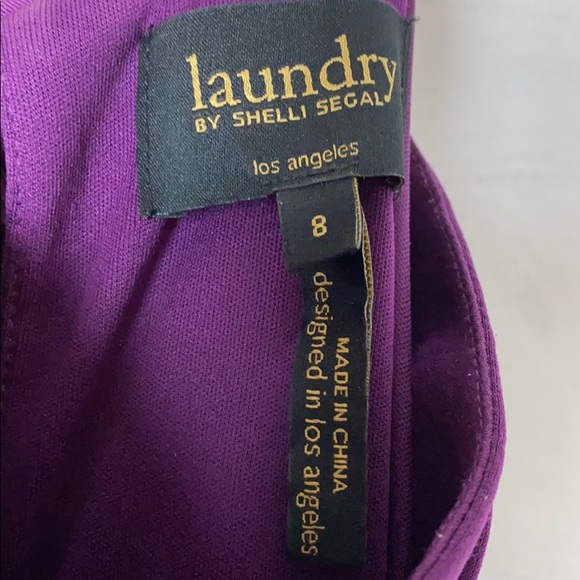 laundry
BY SHELLI SEGAL
los angeles
8
MADE IN CHINA
designed in los angeles